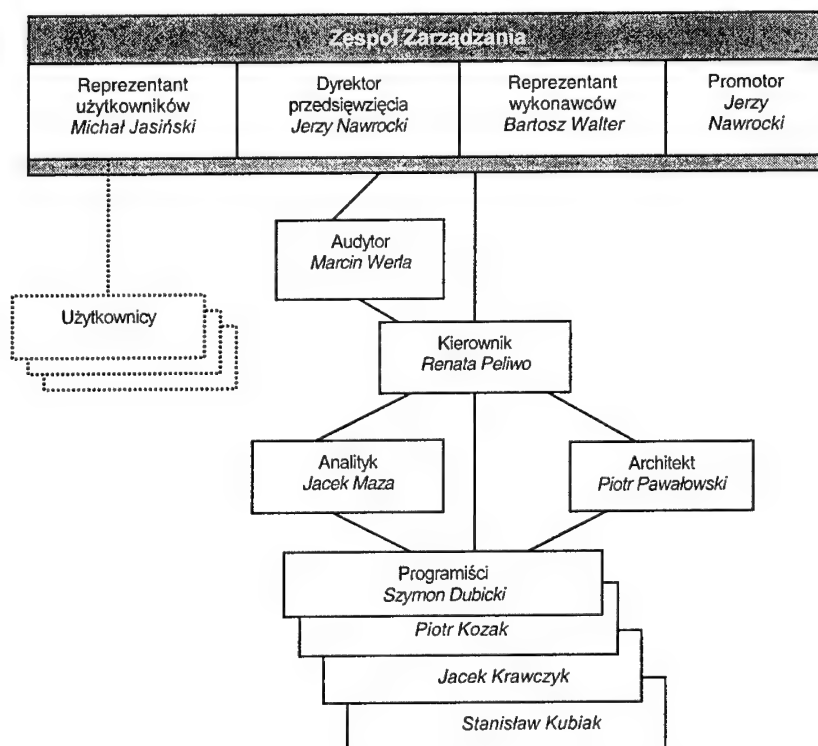 Zespół Zarządzania
Reprezentant
użytkowników
Michał Jasiński
Dyrektor
przedsięwzięcia
Jerzy Nawrocki
Reprezentant
wykonawców
Bartosz Walter
Promotor
Jerzy
Nawrocki
Audytor
Marcin Werla
Użytkownicy
Kierownik
Renata Peliwo
Analityk
Jacek Maza
Architekt
Piotr Pawałowski
Programiści
Szymon Dubicki
Piotr Kozak
Jacek Krawczyk
Stanisław Kubiak